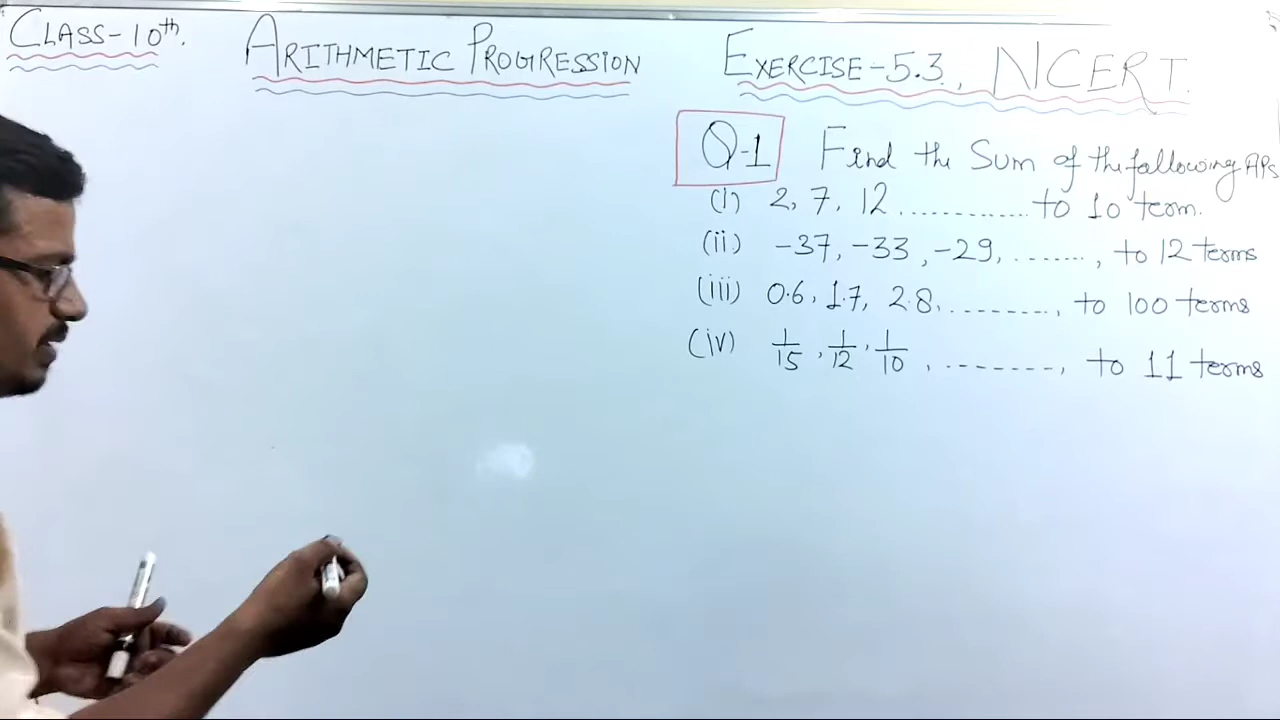 CLASS-10th. ARITHMETIC PROGRESSION EXERCISE-5.3, NCERT.
Q-1 Find the Sum of the following APs
(i) 2, 7, 12.............to 10 term.
(ii) -37, -33, -29, ........, to 12 terms
(iii) 0.6, 1.7, 2.8, .........., to 100 terms
(iv) 1/15, 1/12, 1/10, ........, to 11 terms